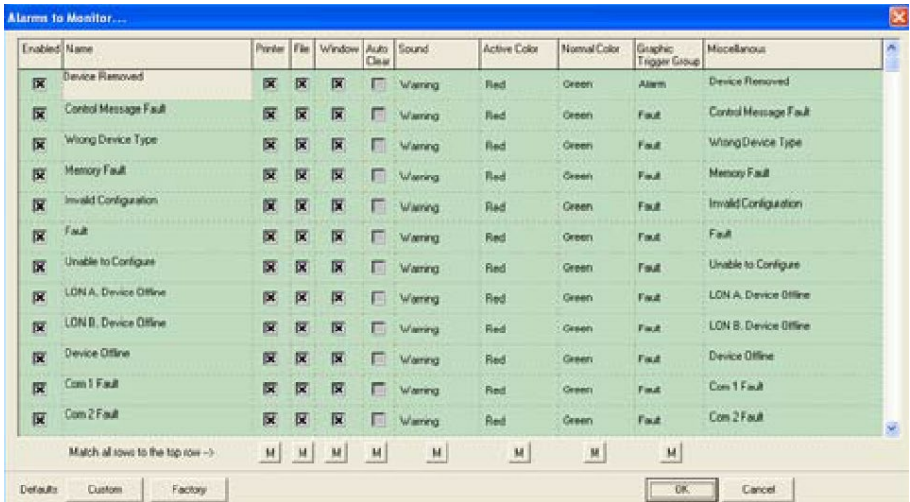 Alarms to Monitor...
Enabled Name Printer File Window Auto Clear Sound Active Color Normal Color Graphic Trigger Group Miscellanous
Device Removed Warning Red Green Alarm Device Removed
Control Message Fault Warning Red Green Fault Control Message Fault
Wrong Device Type Warning Red Green Fault Wrong Device Type
Memory Fault Warning Red Green Fault Memory Fault
Invalid Configuration Warning Red Green Fault Invalid Configuration
Fault Warning Red Green Fault Fault
Unable to Configure Warning Red Green Fault Unable to Configure
LON A, Device Offline Warning Red Green Fault LON A, Device Offline
LON B, Device Offline Warning Red Green Fault LON B, Device Offline
Device Offline Warning Red Green Fault Device Offline
Com 1 Fault Warning Red Green Fault Com 1 Fault
Com 2 Fault Warning Red Green Fault Com 2 Fault
Match all rows to the top row --> M M M M M M M M
Defaults Custom Factory OK Cancel